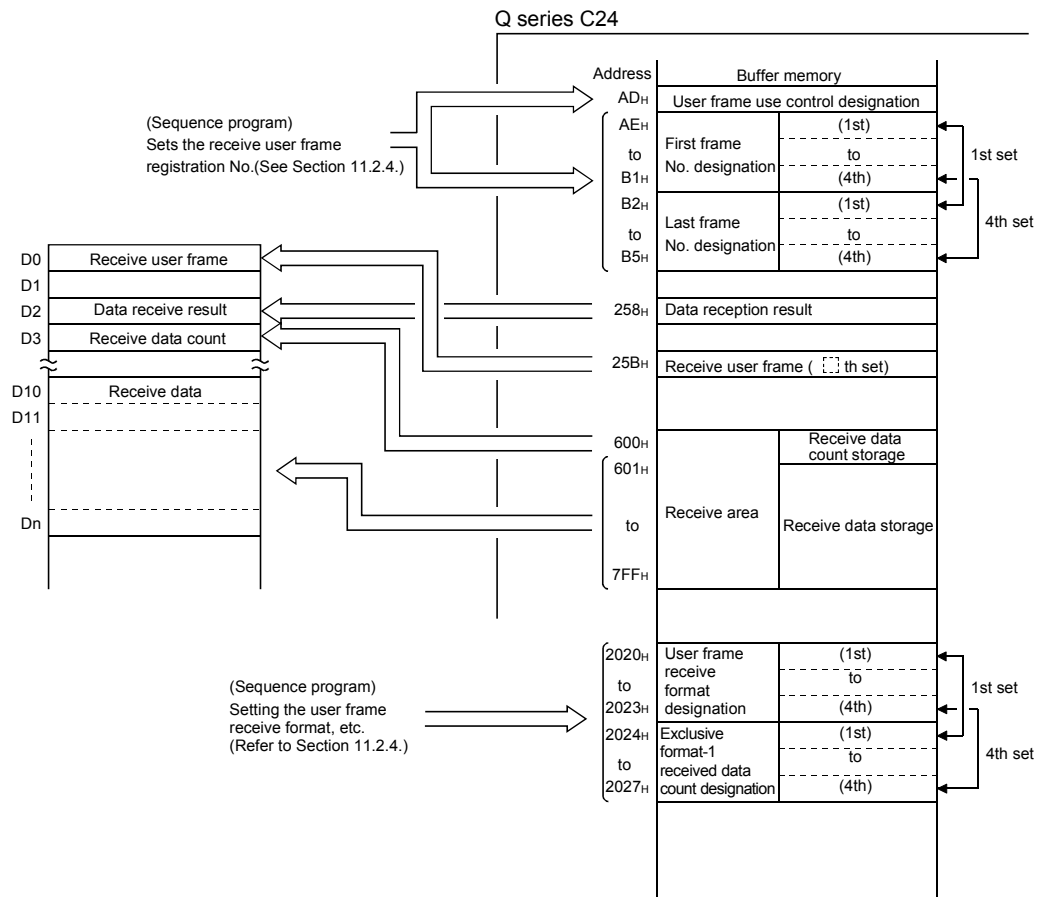 Q series C24
Address Buffer memory
ADH User frame use control designation
(Sequence program)
Sets the receive user frame
registration No.(See Section 11.2.4.)
AEH
to
B1H
First frame
No. designation
(1st)
to
(4th)
1st set
B2H
to
B5H
Last frame
No. designation
(1st)
to
(4th)
4th set
D0 Receive user frame
D1
D2 Data receive result
D3 Receive data count
D10 Receive data
D11
Dn
258H Data reception result
25BH Receive user frame ( th set)
600H
Receive data
count storage
601H
to
7FFH
Receive area
Receive data storage
(Sequence program)
Setting the user frame
receive format, etc.
(Refer to Section 11.2.4.)
2020H
to
2023H
User frame
receive
format
designation
(1st)
to
(4th)
1st set
2024H
to
2027H
Exclusive
format-1
received data
count designation
(1st)
to
(4th)
4th set